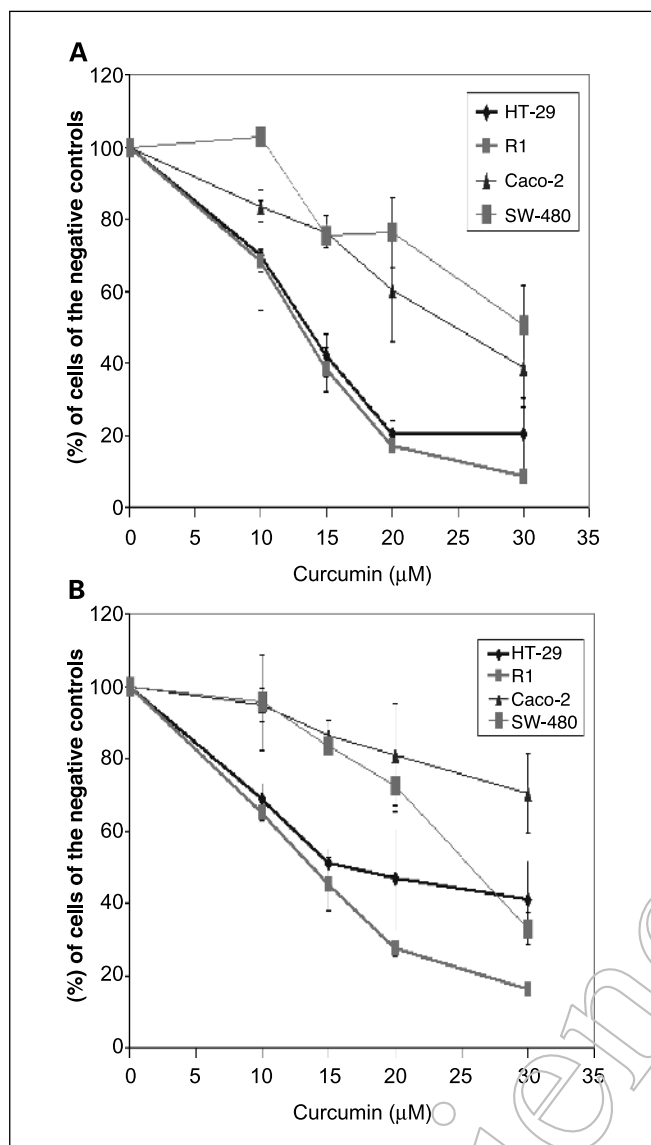 A
120
100
80
60
40
20
0
(%) of cells of the negative controls
HT-29
R1
Caco-2
SW-480
0 5 10 15 20 25 30 35
Curcumin (μM)
B
120
100
80
60
40
20
0
(%) of cells of the negative controls
HT-29
R1
Caco-2
SW-480
0 5 10 15 20 25 30 35
Curcumin (μM)